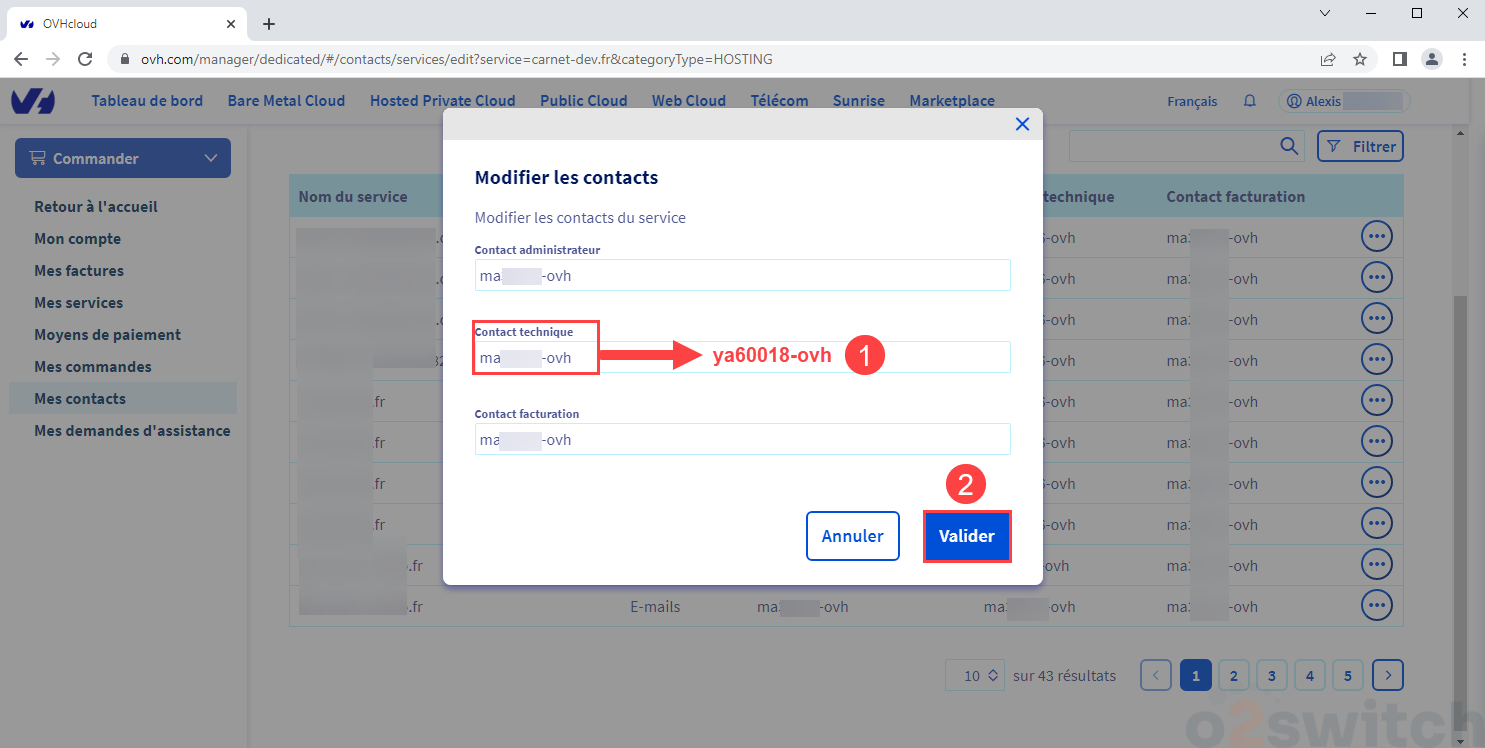 OVHcloud
ovh.com/manager/dedicated/#/contacts/services/edit?service=carnet-dev.fr&categoryType=HOSTING
Tableau de bord Bare Metal Cloud Hosted Private Cloud Public Cloud Web Cloud Télécom Sunrise Marketplace Français Alexis
Commander
Retour à l'accueil
Mon compte
Mes factures
Mes services
Moyens de paiement
Mes commandes
Mes contacts
Mes demandes d'assistance
Filtrer
Nom du service technique Contact facturation
-ovh ma -ovh
-ovh ma -ovh
-ovh ma -ovh
-ovh ma -ovh
.fr -ovh ma -ovh
.fr -ovh ma -ovh
.fr -ovh ma -ovh
.fr -ovh ma -ovh
.fr -ovh ma -ovh
.fr E-mails ma -ovh ma -ovh ma -ovh
Modifier les contacts
Modifier les contacts du service
Contact administrateur
ma -ovh
Contact technique
ma -ovh ya60018-ovh 1
Contact facturation
ma -ovh
2
Annuler Valider
10 sur 43 résultats 1 2 3 4 5
o2switch